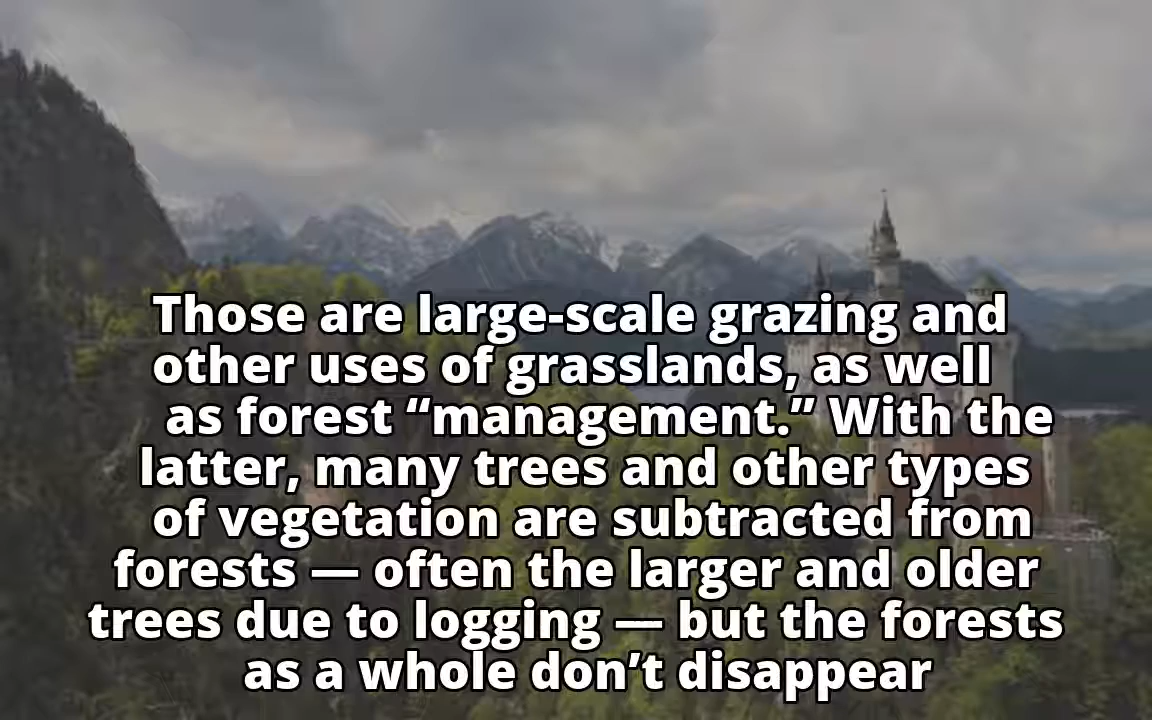 Those are large-scale grazing and
other uses of grasslands, as well
as forest “management.” With the
latter, many trees and other types
of vegetation are subtracted from
forests — often the larger and older
trees due to logging — but the forests
as a whole don’t disappear